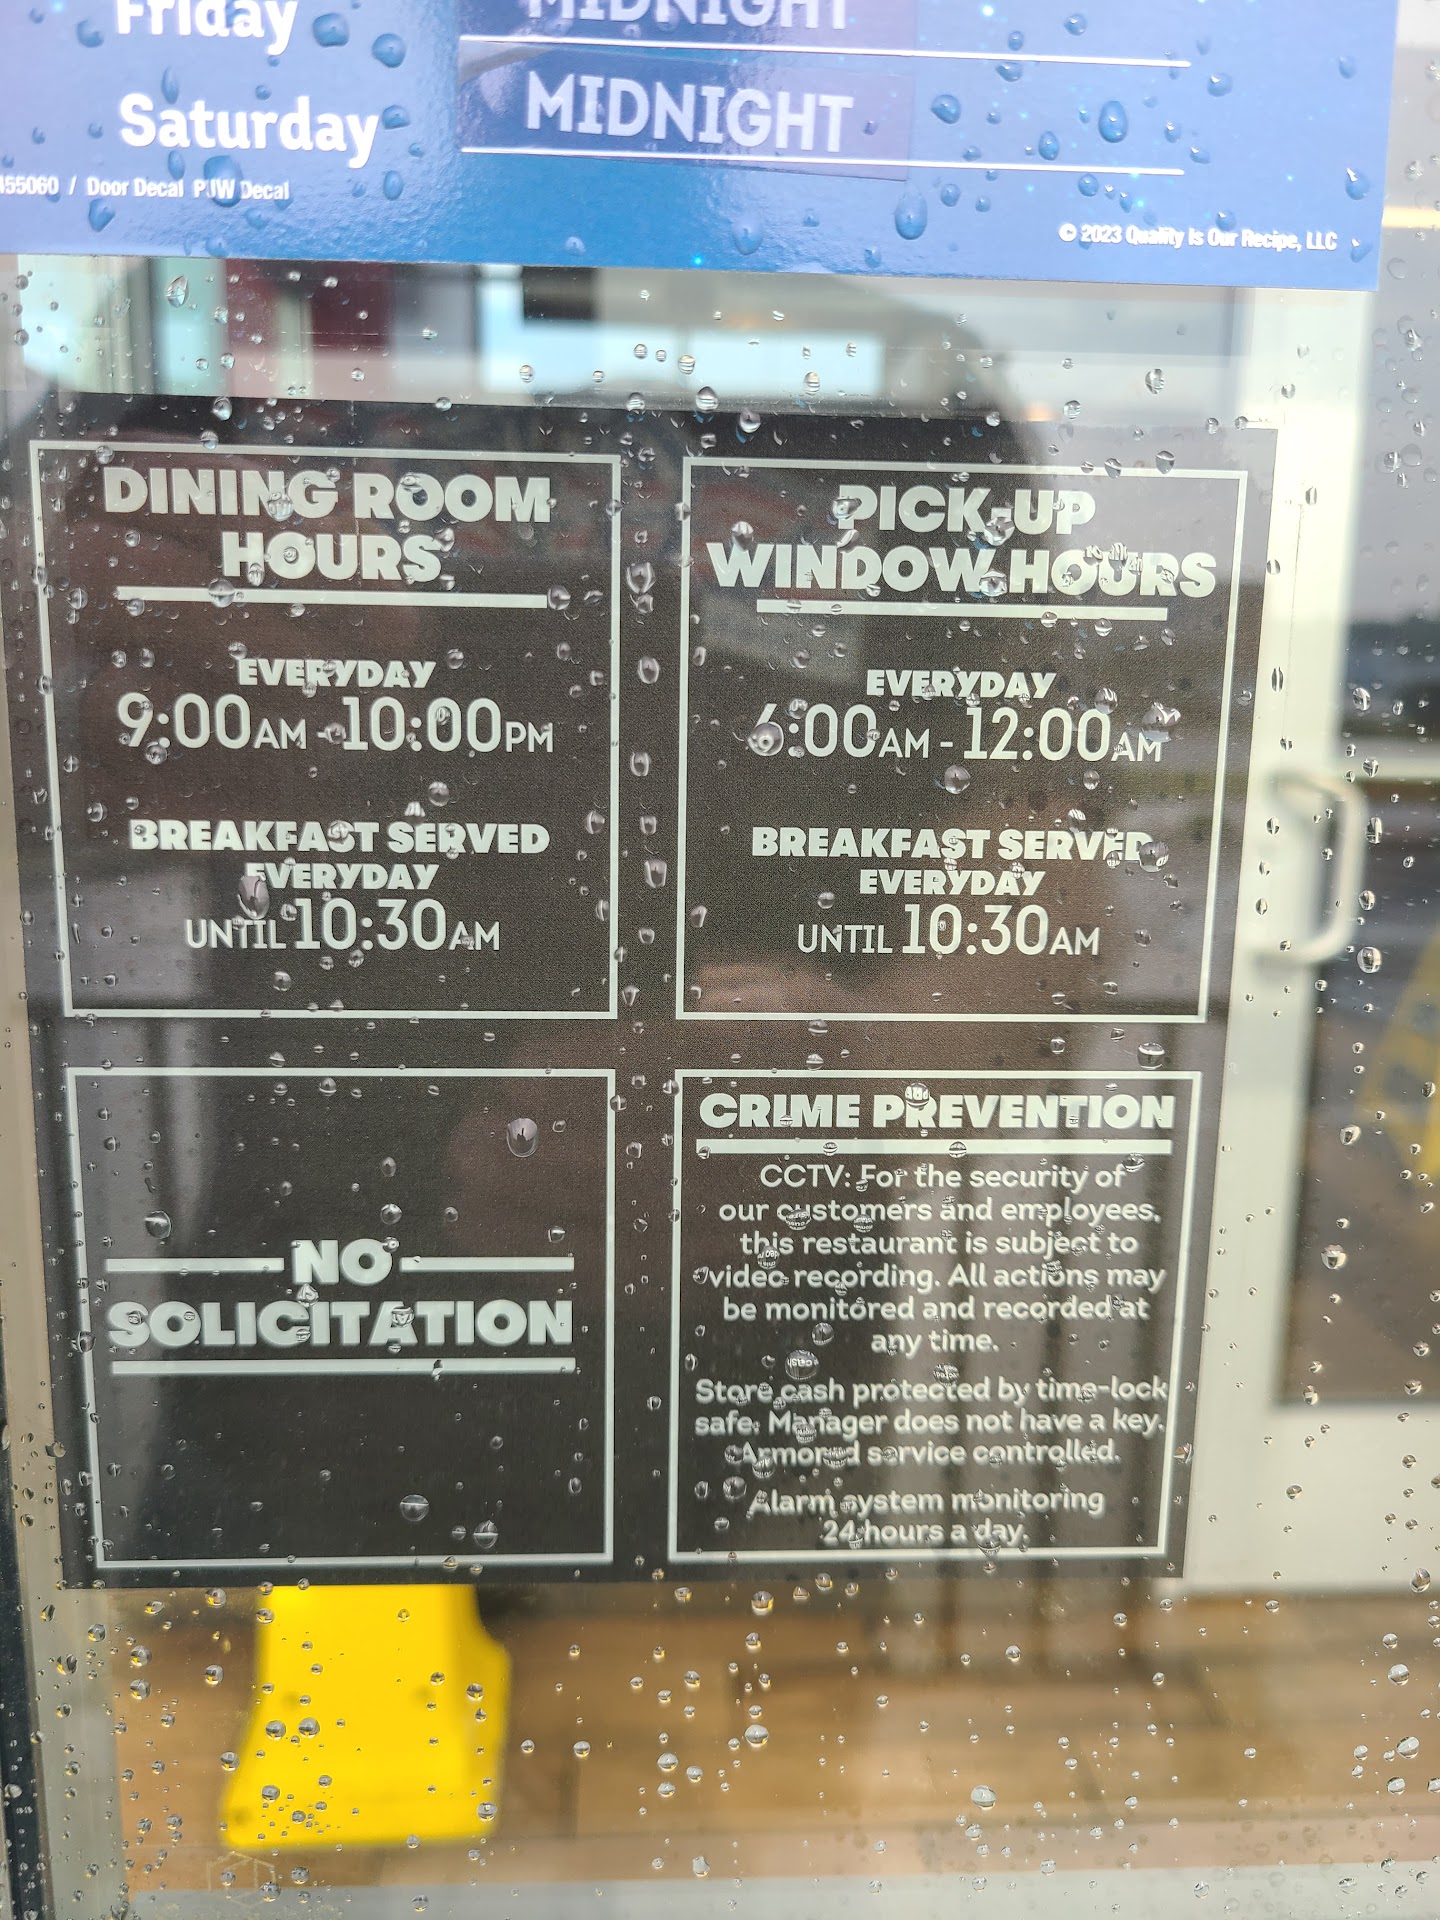 Friday MIDNIGHT
Saturday MIDNIGHT
455060 / Door Decal PUW Decal
© 2023 Quality Is Our Recipe, LLC
DINING ROOM
HOURS
EVERYDAY
9:00AM - 10:00PM
BREAKFAST SERVED
EVERYDAY
UNTIL 10:30AM
PICK-UP
WINDOW HOURS
EVERYDAY
6:00AM - 12:00AM
BREAKFAST SERVED
EVERYDAY
UNTIL 10:30AM
NO
SOLICITATION
CRIME PREVENTION
CCTV: For the security of
our customers and employees,
this restaurant is subject to
video recording. All actions may
be monitored and recorded at
any time.
Store cash protected by time-lock
safe. Manager does not have a key.
Armored service controlled.
Alarm system monitoring
24 hours a day.